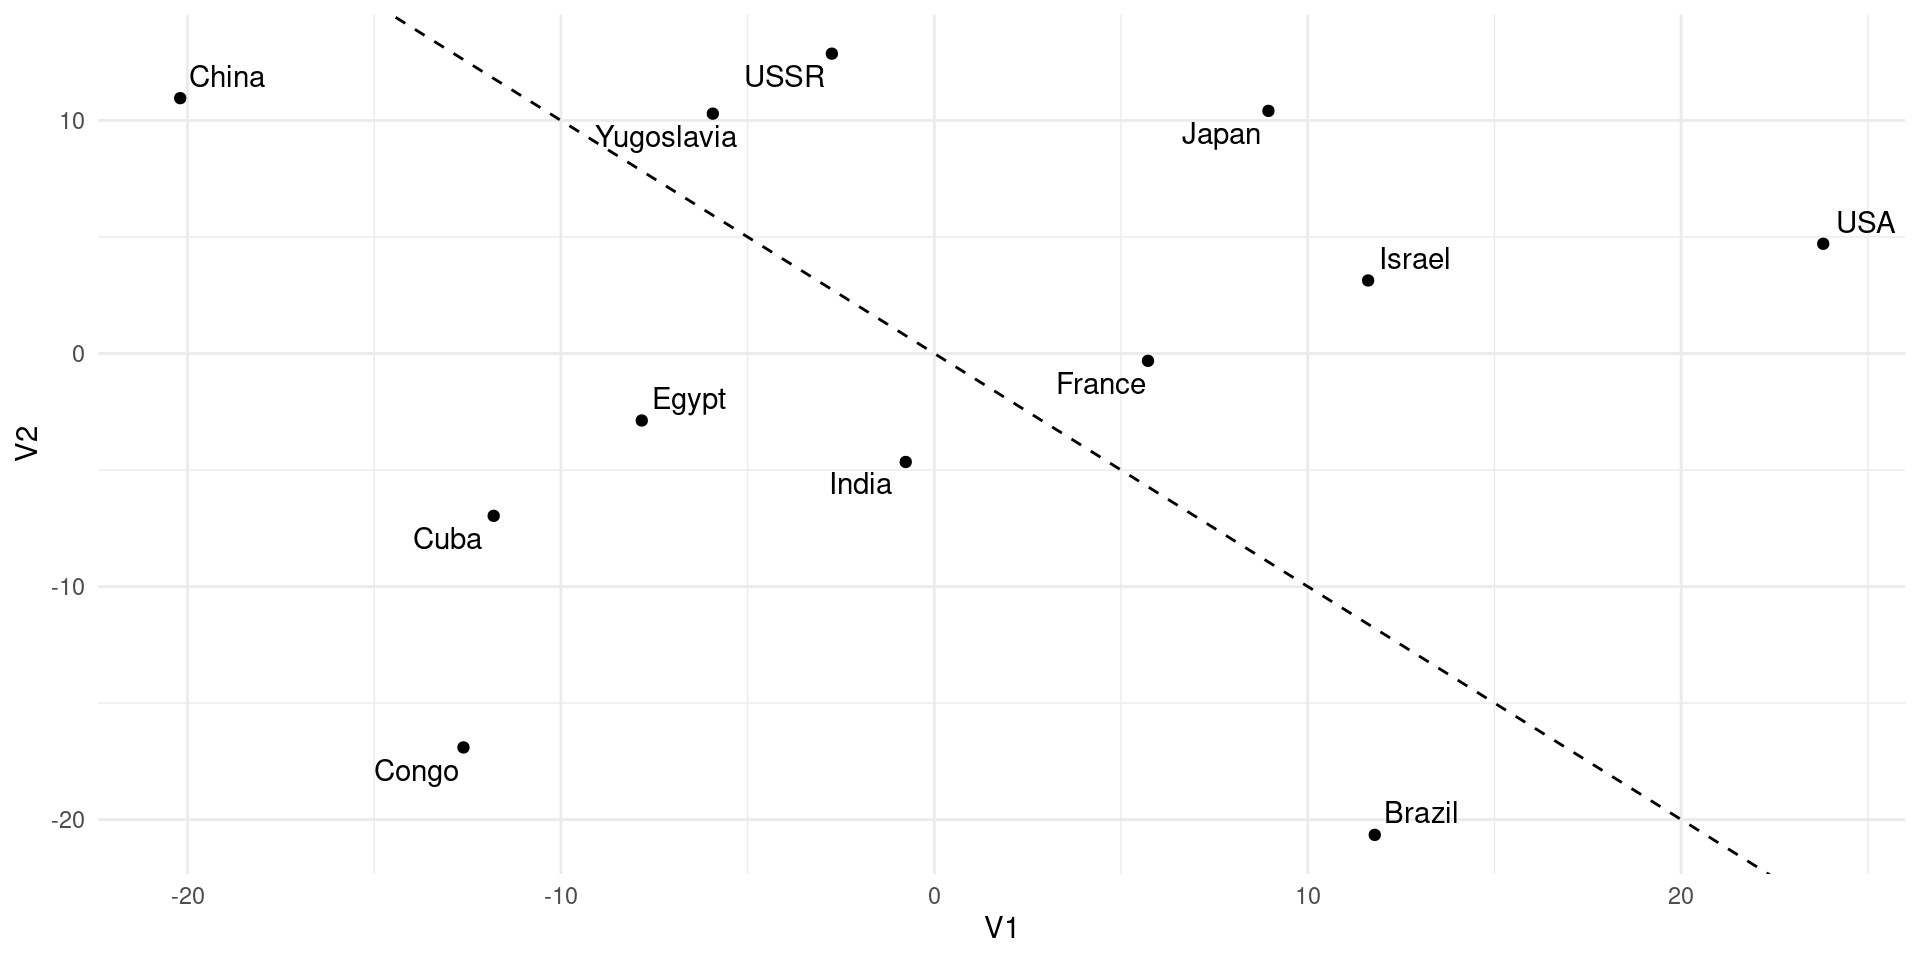 China
USSR
Yugoslavia
Japan
USA
Israel
France
Egypt
India
Cuba
Congo
Brazil
10
0
-10
-20
V2
-20
-10
0
10
20
V1